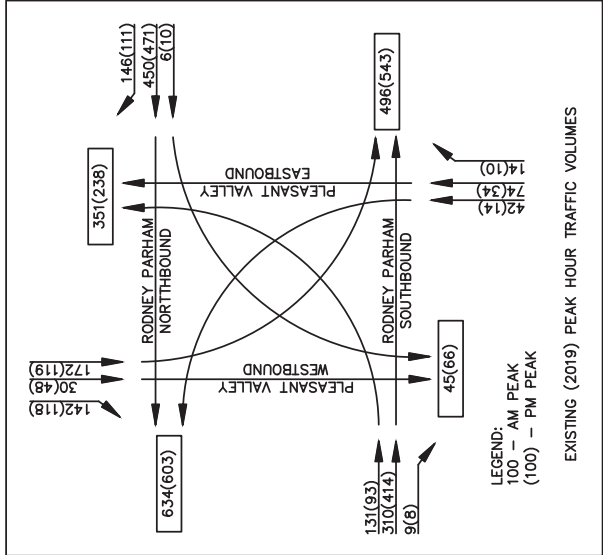 146(111)
450(471)
6(10)
351(238)
496(543)
RODNEY PARHAM
NORTTHBOUND
PLEASANT VALLEY
EASTBOUND
14(10)
74(34)
42(14)
172(119)
30(48)
142(118)
PLEASANT VALLEY
WESTBOUND
RODNEY PARHAM
SOUTHBOUND
634(603)
45(66)
131(93)
310(414)
9(8)
LEGEND:
100 – AM PEAK
(100) – PM PEAK
EXISTING (2019) PEAK HOUR TRAFFIC VOLUMES